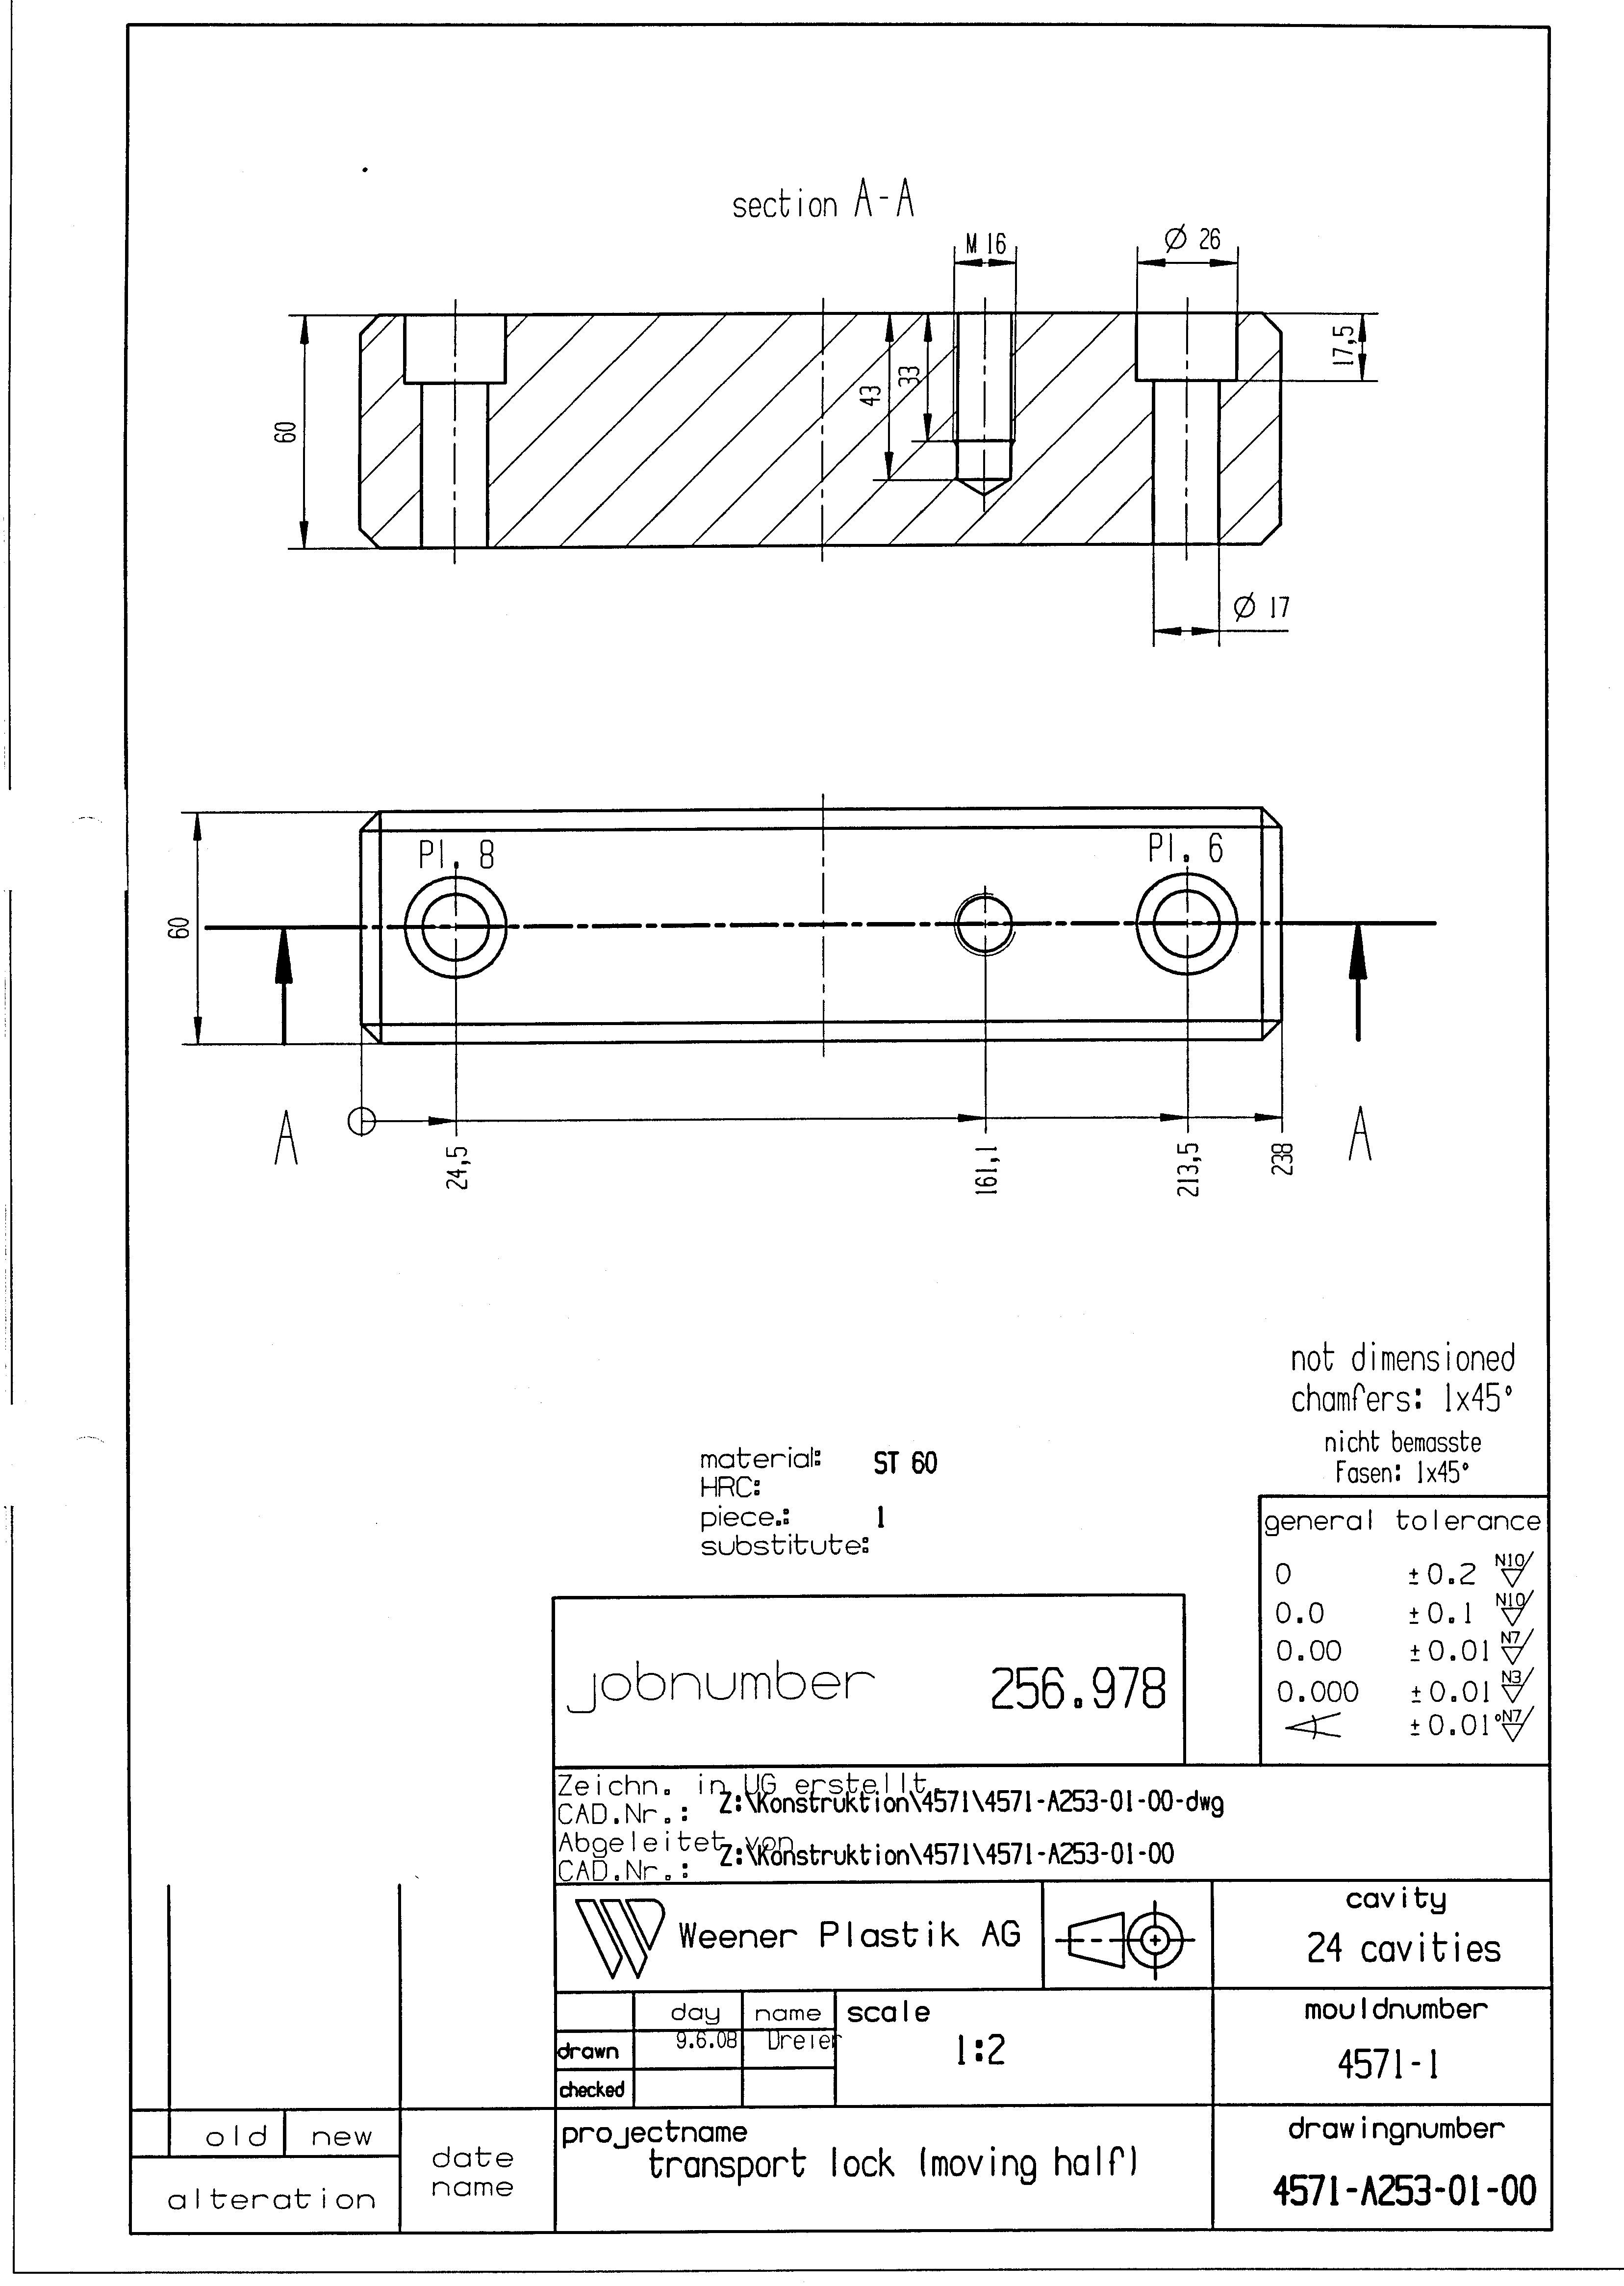 section A-A
M 16
Ø 26
17,5
33
43
60
Ø 17
Pl. 8
Pl. 6
60
A
A
24,5
161,1
213,5
238
not dimensioned
chamfers: 1x45°
nicht bemasste
Fasen: 1x45°
material: ST 60
HRC:
piece.: 1
substitute:
general tolerance
0 ±0.2 N10
0.0 ±0.1 N10
0.00 ±0.01 N7
0.000 ±0.01 N3
±0.01° N7
jobnumber 256.978
Zeichn. in UG erstellt.
CAD.Nr.: Z:\Konstruktion\4571\4571-A253-01-00-dwg
Abgeleitet von
CAD.Nr.: Z:\Konstruktion\4571\4571-A253-01-00
Weener Plastik AG
cavity
24 cavities
day name
drawn 9.6.08 Dreier
checked
scale
1:2
mouldnumber
4571-1
old new
alteration
date
name
projectname
transport lock (moving half)
drawingnumber
4571-A253-01-00